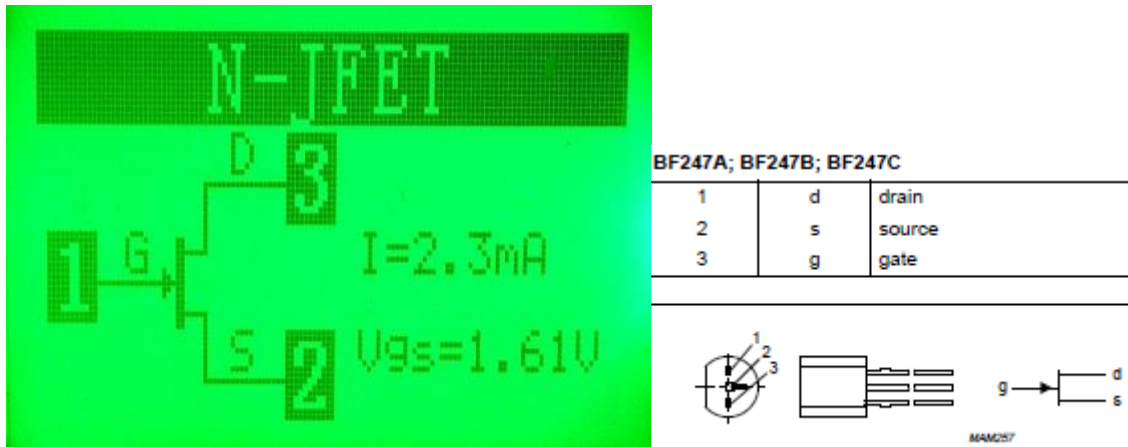 N-JFET
D 3
1 G
I=2.3mA
S 2
Vgs=1.61V
BF247A; BF247B; BF247C
1 d drain
2 s source
3 g gate
1
2
3
g
d
s
MAM257